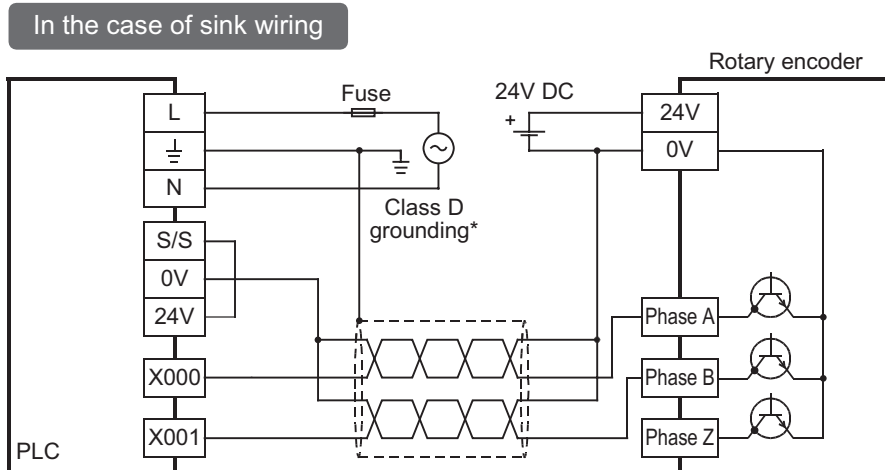 In the case of sink wiring
Rotary encoder
Fuse
24V DC
L
+
24V
0V
N
Class D
grounding*
S/S
0V
24V
Phase A
X000
Phase B
X001
Phase Z
PLC